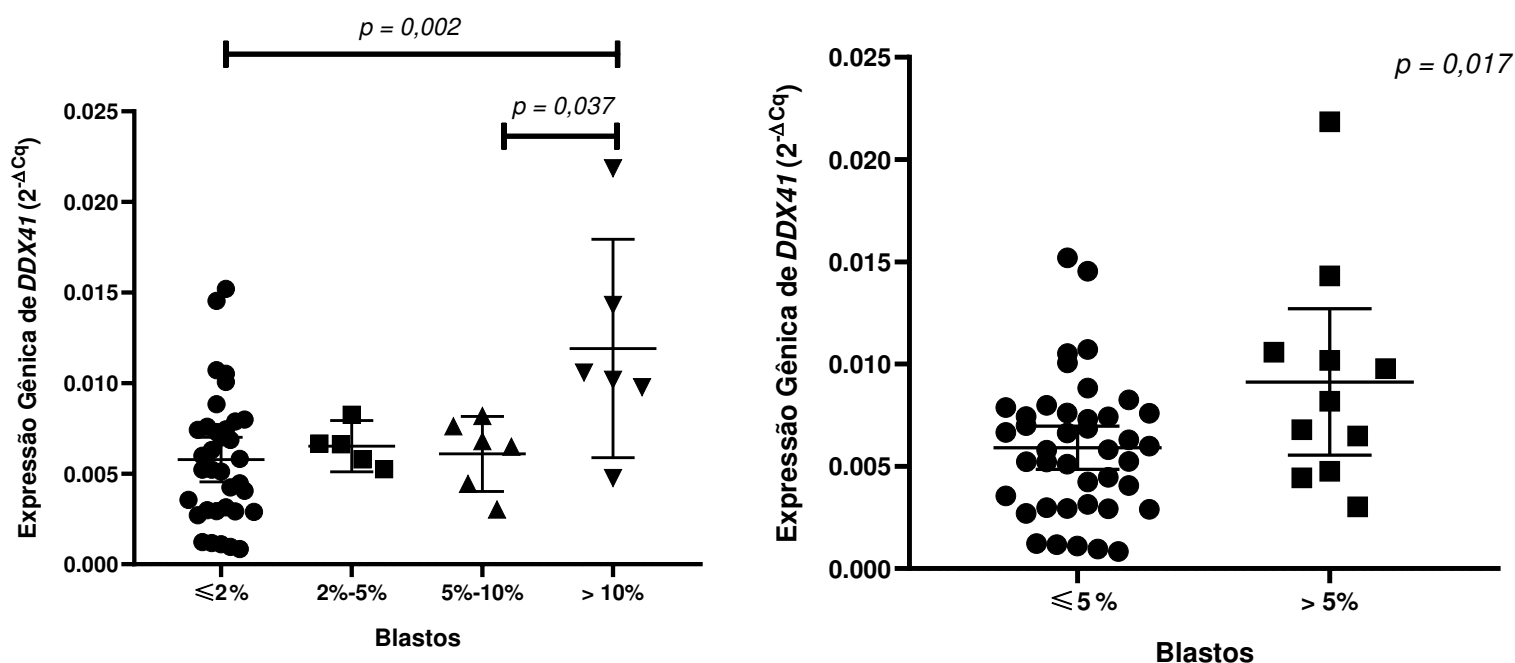 p = 0,002
p = 0,037
0.025
0.020
0.015
0.010
0.005
0.000
Expressão Gênica de DDX41 (2^-ΔCq)
≤2%
2%-5%
5%-10%
> 10%
Blastos
p = 0,017
0.025
0.020
0.015
0.010
0.005
0.000
Expressão Gênica de DDX41 (2^-ΔCq)
≤5%
> 5%
Blastos